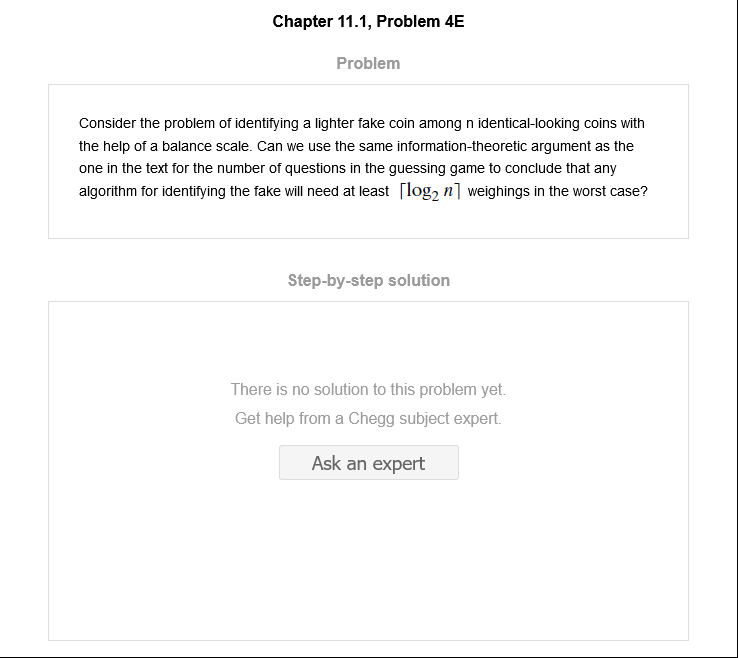 Chapter 11.1, Problem 4E
Problem
Consider the problem of identifying a lighter fake coin among n identical-looking coins with
the help of a balance scale. Can we use the same information-theoretic argument as the
one in the text for the number of questions in the guessing game to conclude that any
algorithm for identifying the fake will need at least ⌈log₂ n⌉ weighings in the worst case?
Step-by-step solution
There is no solution to this problem yet.
Get help from a Chegg subject expert.
Ask an expert